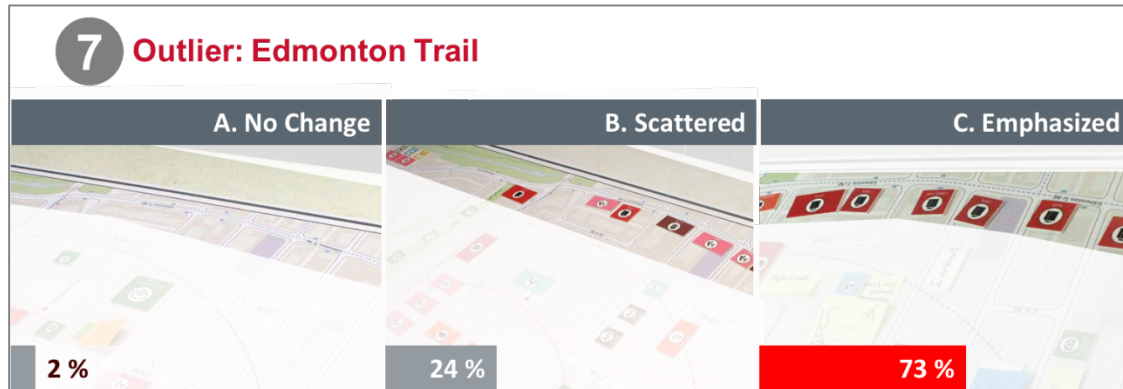 7 Outlier: Edmonton Trail
A. No Change
B. Scattered
C. Emphasized
2 %
24 %
73 %